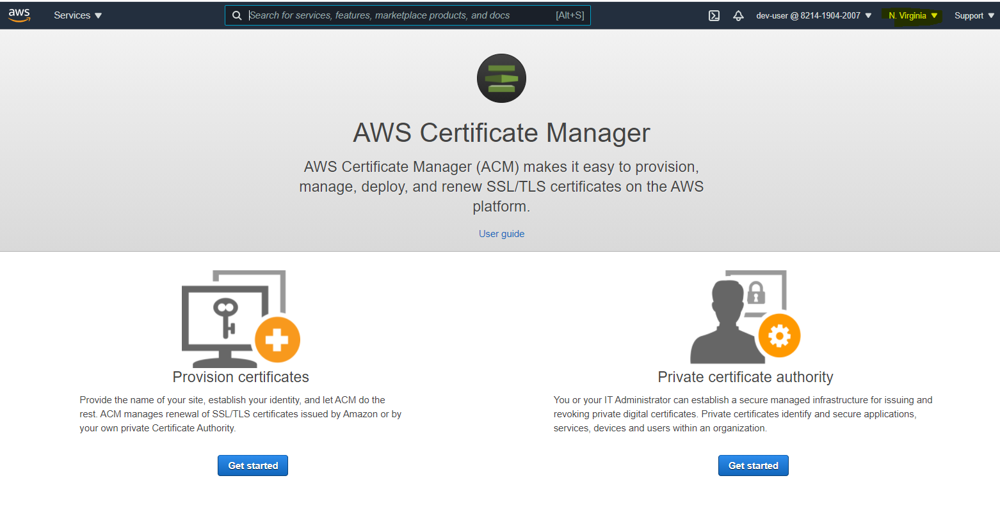 aws Services Search for services, features, marketplace products, and docs [Alt+S] dev-user @ 8214-1904-2007 N. Virginia Support
AWS Certificate Manager
AWS Certificate Manager (ACM) makes it easy to provision,
manage, deploy, and renew SSL/TLS certificates on the AWS
platform.
User guide
Provision certificates
Provide the name of your site, establish your identity, and let ACM do the
rest. ACM manages renewal of SSL/TLS certificates issued by Amazon or by
your own private Certificate Authority.
Get started
Private certificate authority
You or your IT Administrator can establish a secure managed infrastructure for issuing and
revoking private digital certificates. Private certificates identify and secure applications,
services, devices and users within an organization.
Get started